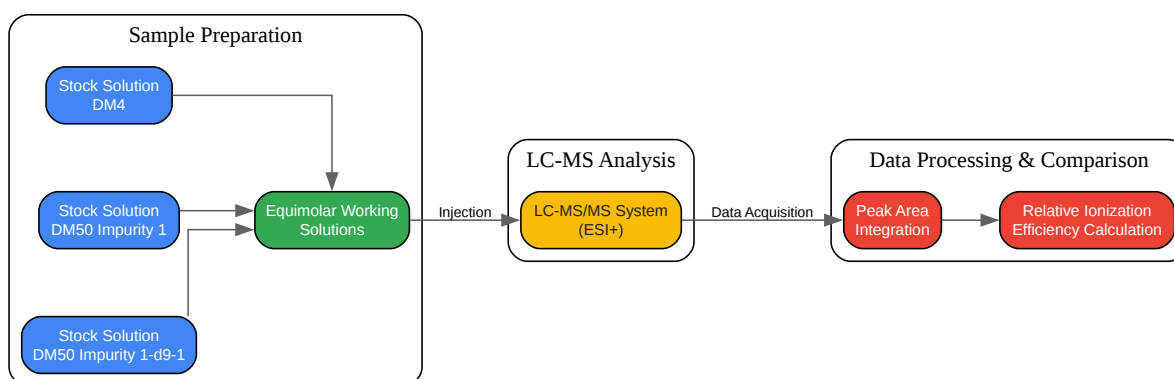 Sample Preparation
Stock Solution
DM4
Stock Solution
DM50 Impurity 1
Stock Solution
DM50 Impurity 1-d9-1
Equimolar Working
Solutions
Injection
LC-MS Analysis
LC-MS/MS System
(ESI+)
Data Acquisition
Data Processing & Comparison
Peak Area
Integration
Relative Ionization
Efficiency Calculation